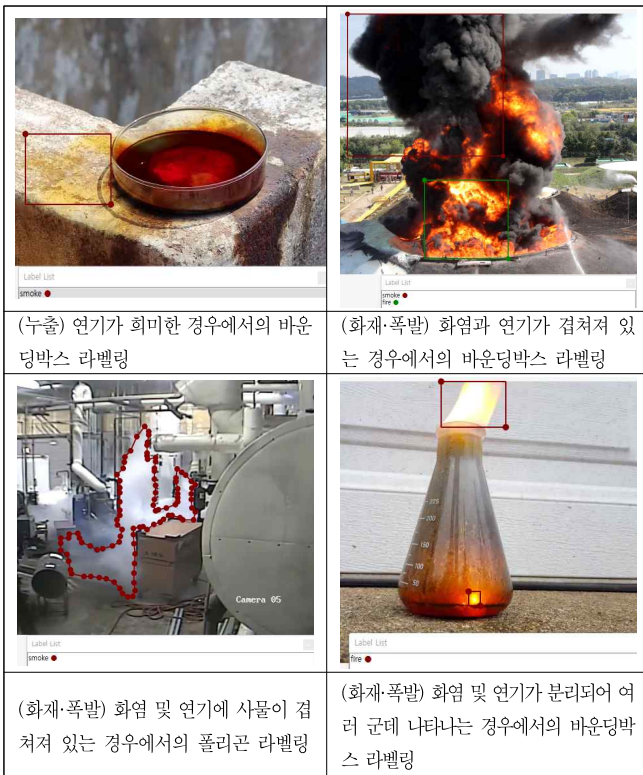 Label List
smoke
Label List
smoke
fire
(누출) 연기가 희미한 경우에서의 바운
딩박스 라벨링
(화재·폭발) 화염과 연기가 겹쳐져 있
는 경우에서의 바운딩박스 라벨링
Camera 05
Label List
smoke
200
150
100
50
Label List
fire
(화재·폭발) 화염 및 연기에 사물이 겹
쳐져 있는 경우에서의 폴리곤 라벨링
(화재·폭발) 화염 및 연기가 분리되어 여
러 군데 나타나는 경우에서의 바운딩박
스 라벨링